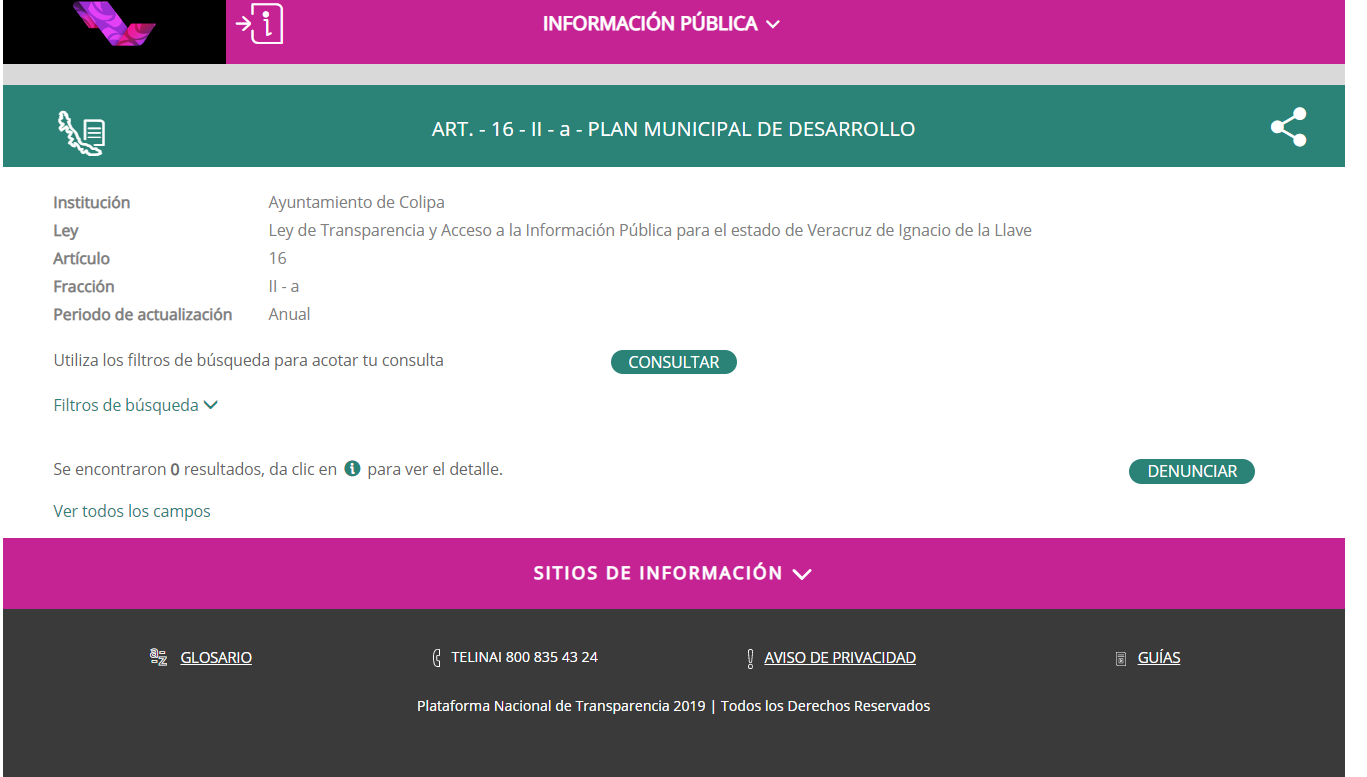 INFORMACIÓN PÚBLICA
ART. - 16 - II - a - PLAN MUNICIPAL DE DESARROLLO
Institución Ayuntamiento de Colipa
Ley Ley de Transparencia y Acceso a la Información Pública para el estado de Veracruz de Ignacio de la Llave
Artículo 16
Fracción II - a
Periodo de actualización Anual
Utiliza los filtros de búsqueda para acotar tu consulta CONSULTAR
Filtros de búsqueda
Se encontraron 0 resultados, da clic en i para ver el detalle. DENUNCIAR
Ver todos los campos
SITIOS DE INFORMACIÓN
GLOSARIO TELINAI 800 835 43 24 AVISO DE PRIVACIDAD GUÍAS
Plataforma Nacional de Transparencia 2019 | Todos los Derechos Reservados